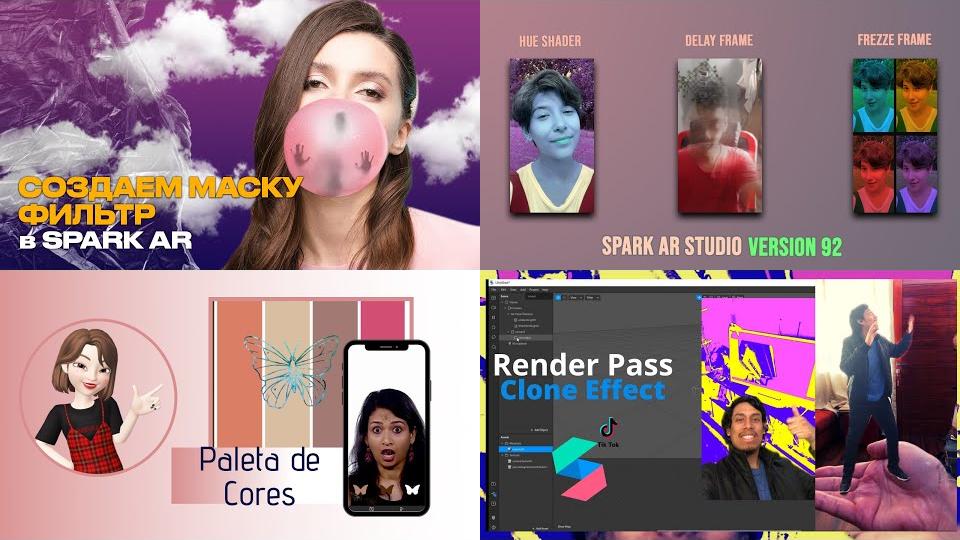 СОЗДАЕМ МАСКУ
ФИЛЬТР
в SPARK AR
HUE SHADER
DELAY FRAME
FREZZE FRAME
SPARK AR STUDIO VERSION 92
Paleta de
Cores
Render Pass
Clone Effect
Tik Tok